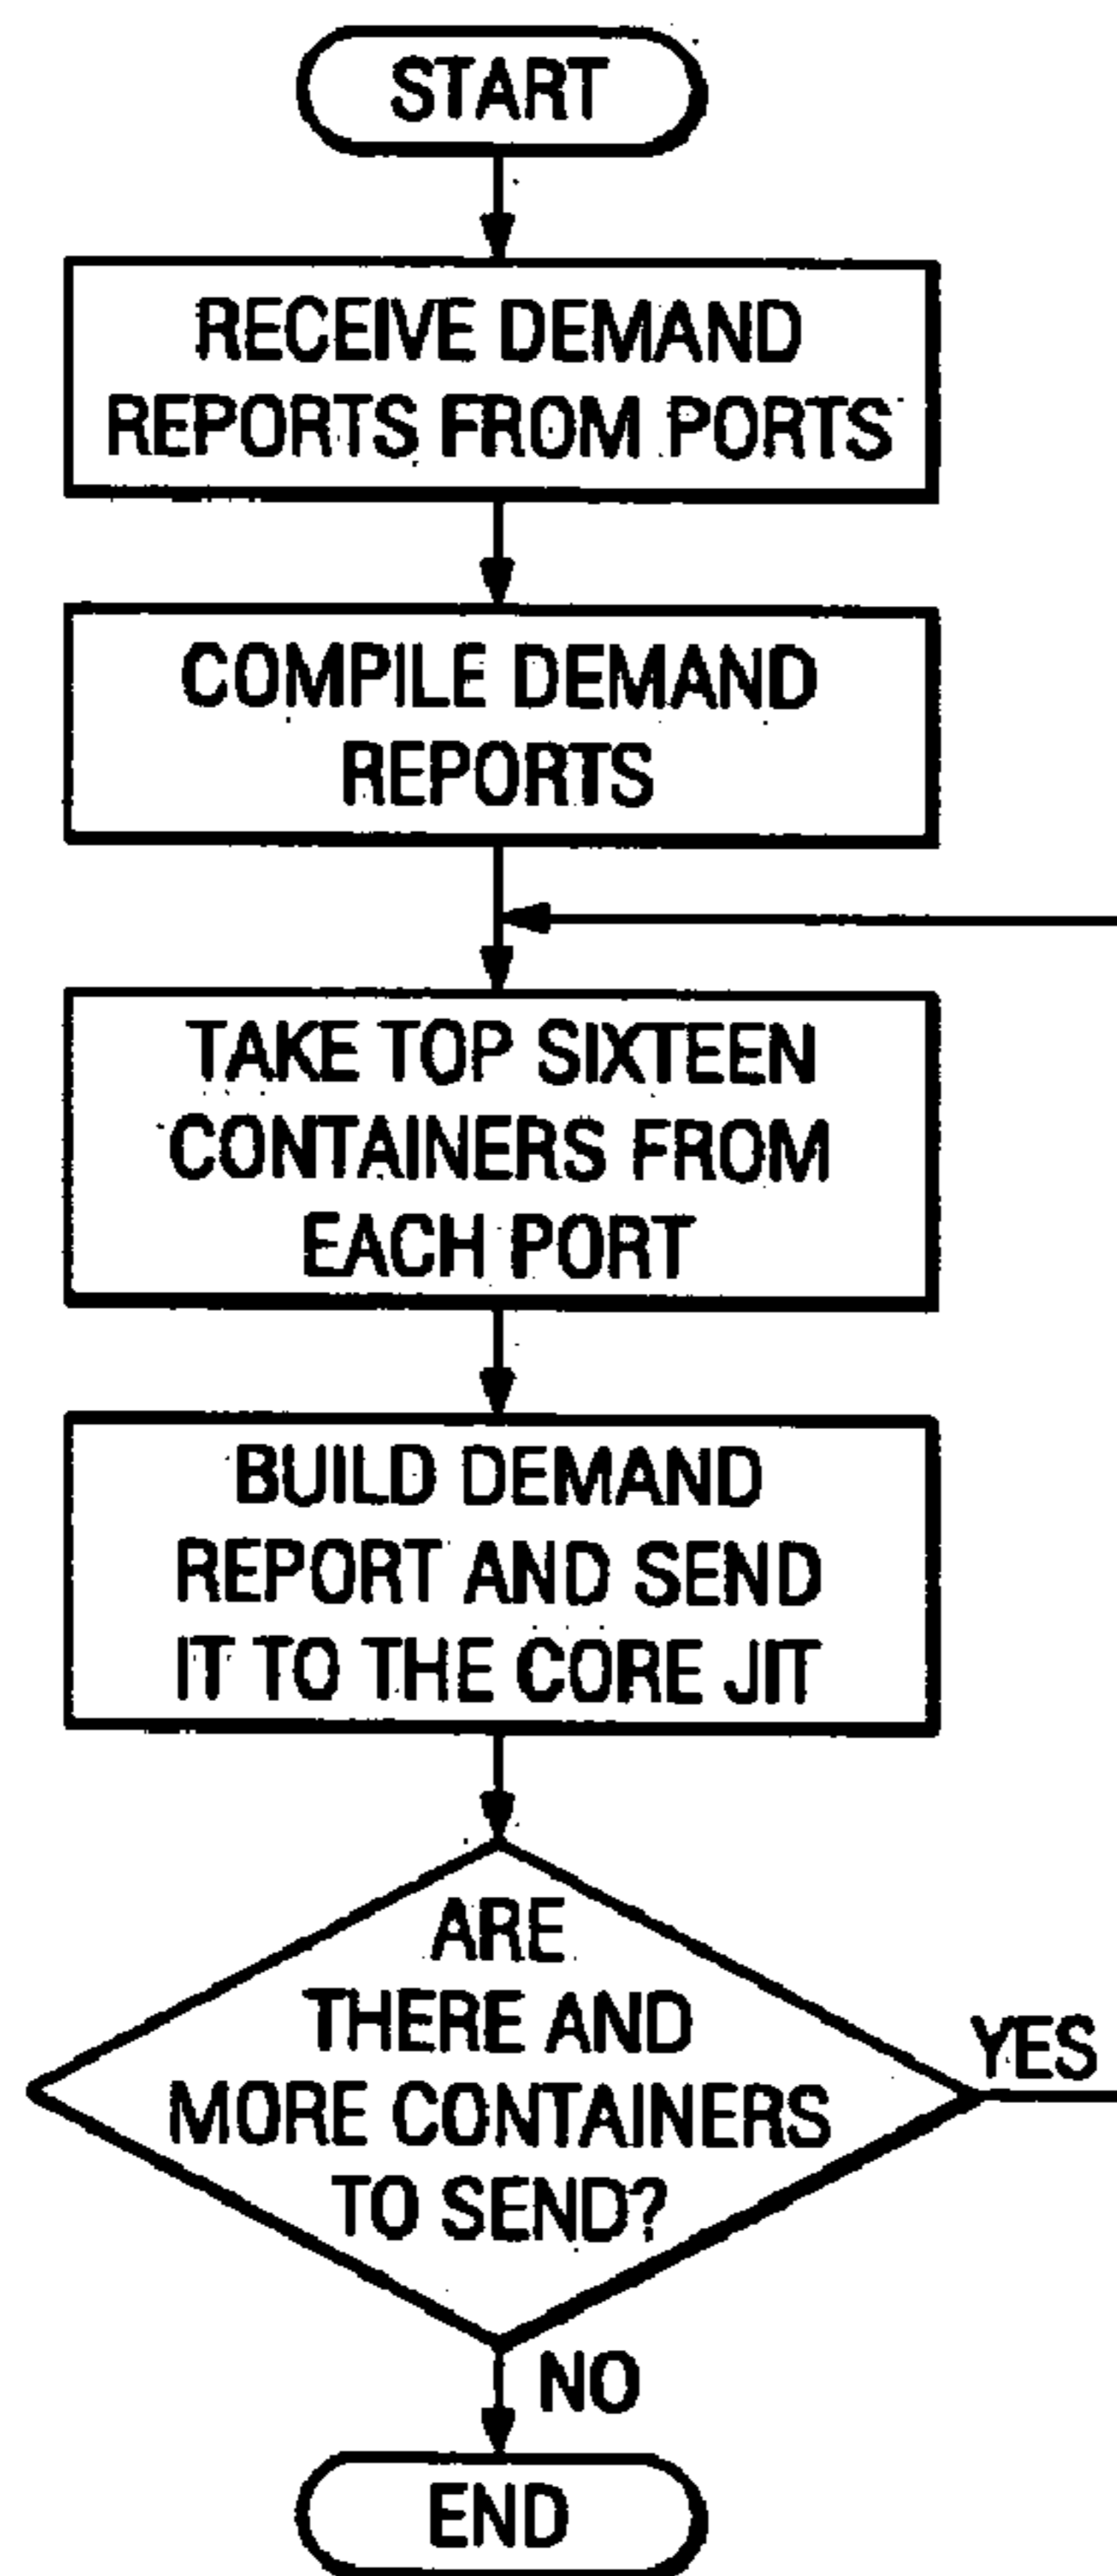 START
RECEIVE DEMAND
REPORTS FROM PORTS
COMPILE DEMAND
REPORTS
TAKE TOP SIXTEEN
CONTAINERS FROM
EACH PORT
BUILD DEMAND
REPORT AND SEND
IT TO THE CORE JIT
ARE
THERE AND
MORE CONTAINERS
TO SEND?
YES
NO
END